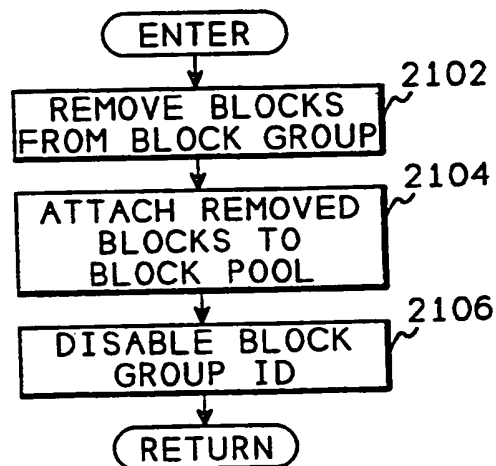 ENTER
2102
REMOVE BLOCKS
FROM BLOCK GROUP
2104
ATTACH REMOVED
BLOCKS TO
BLOCK POOL
2106
DISABLE BLOCK
GROUP ID
RETURN